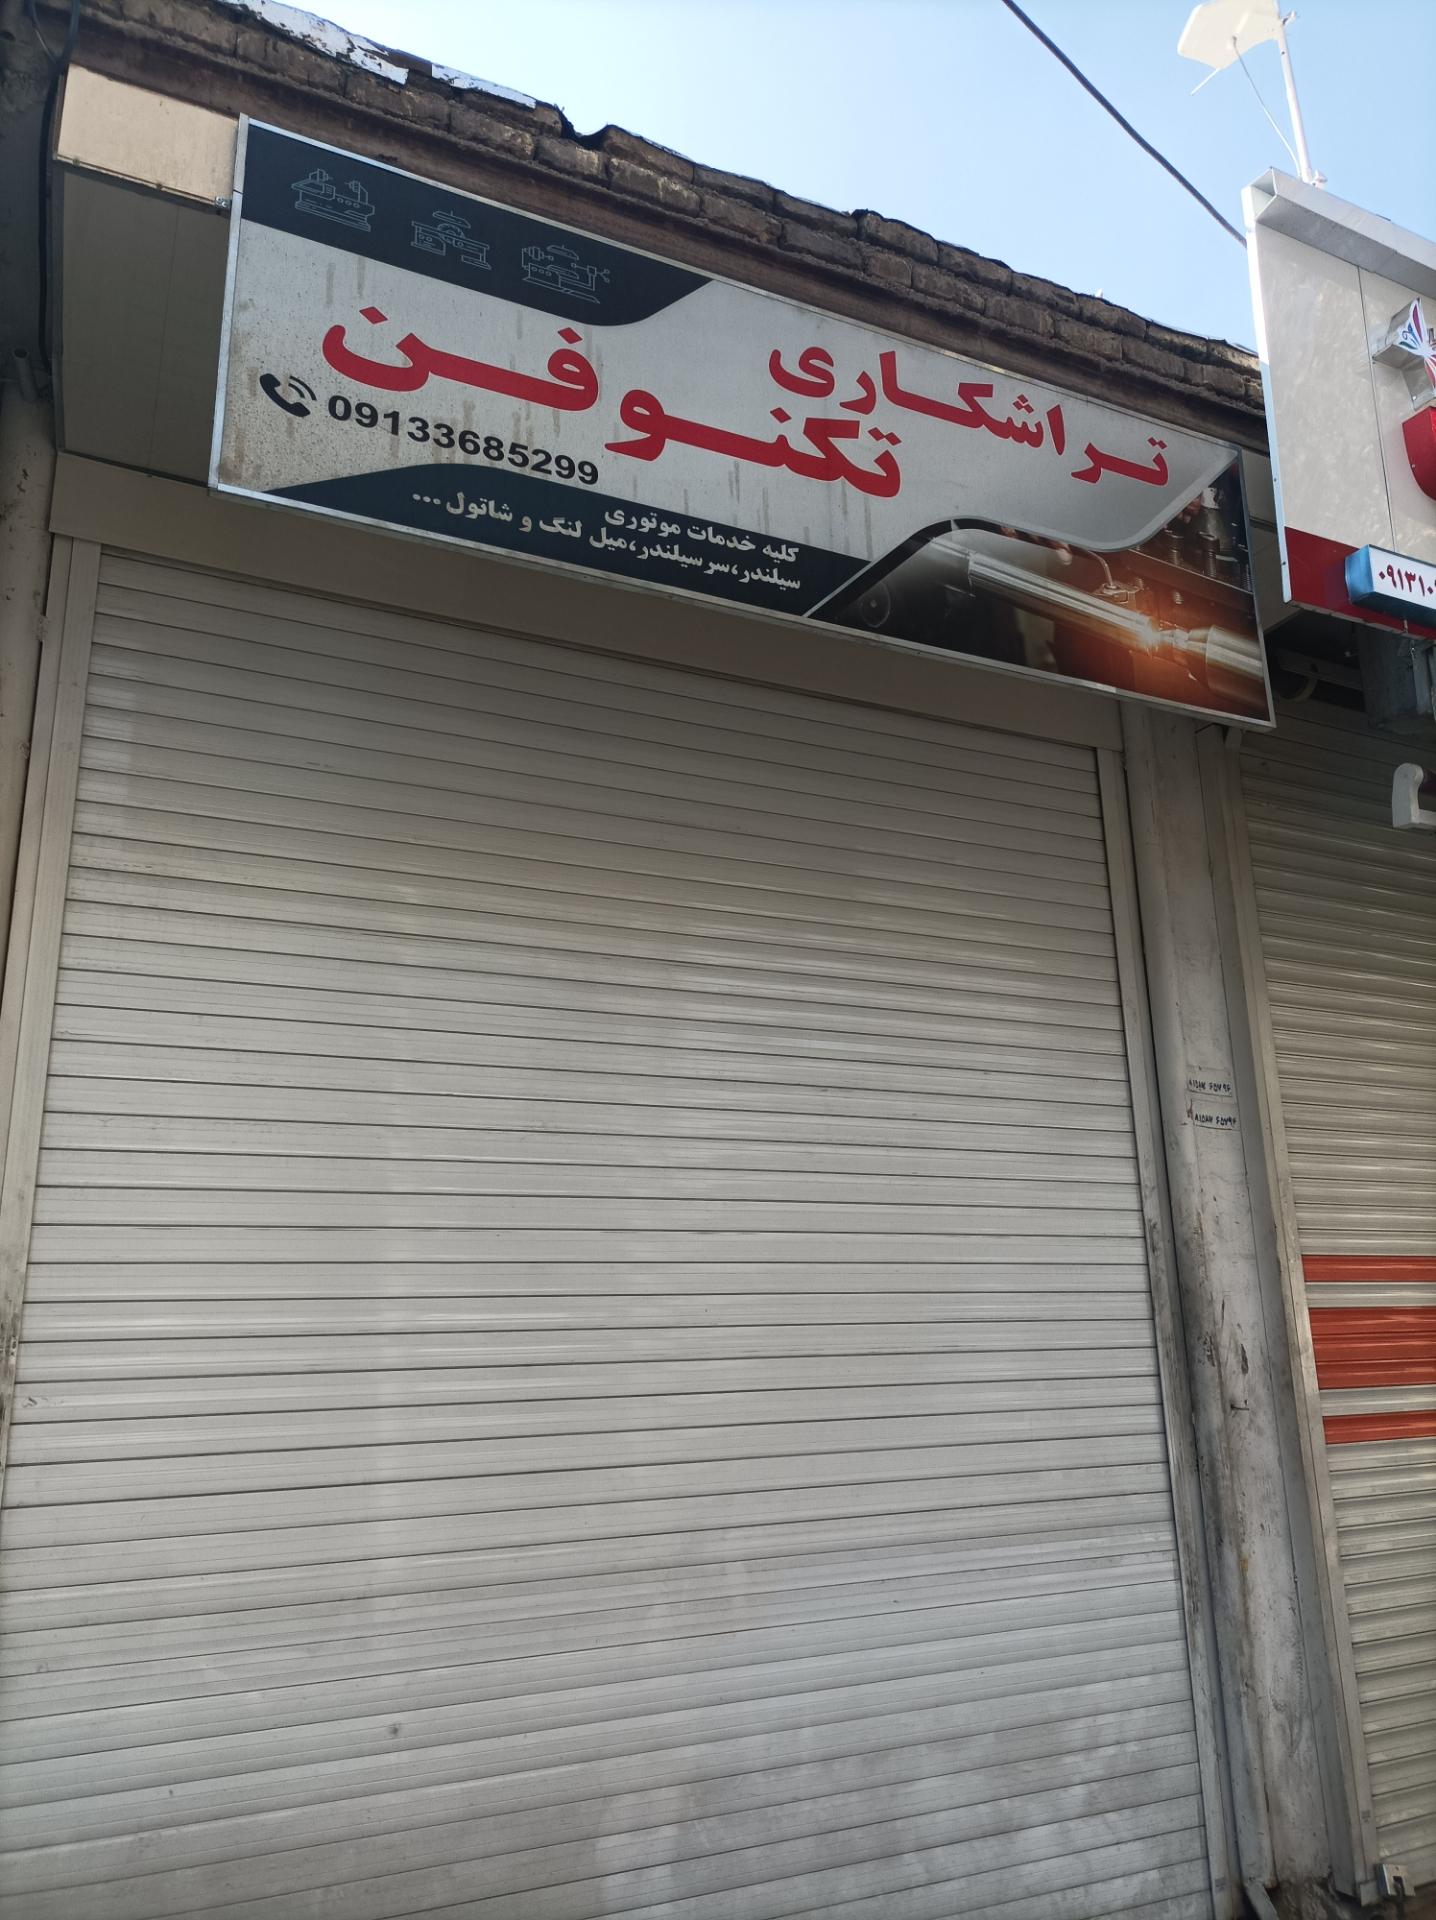 تراشکاری
تکنوفن
09133685299
کلیه خدمات موتوری
سیلندر،سرسیلندر،میل لنگ و شاتول...